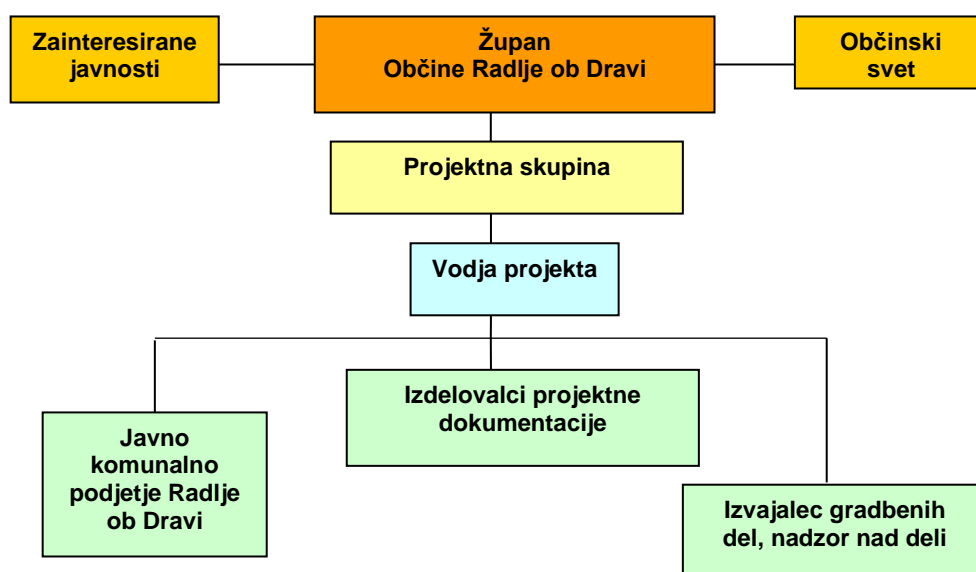 Zainteresirane
javnosti
Župan
Občine Radlje ob Dravi
Občinski
svet
Projektna skupina
Vodja projekta
Izdelovalci projektne
dokumentacije
Javno
komunalno
podjetje Radlje
ob Dravi
Izvajalec gradbenih
del, nadzor nad deli